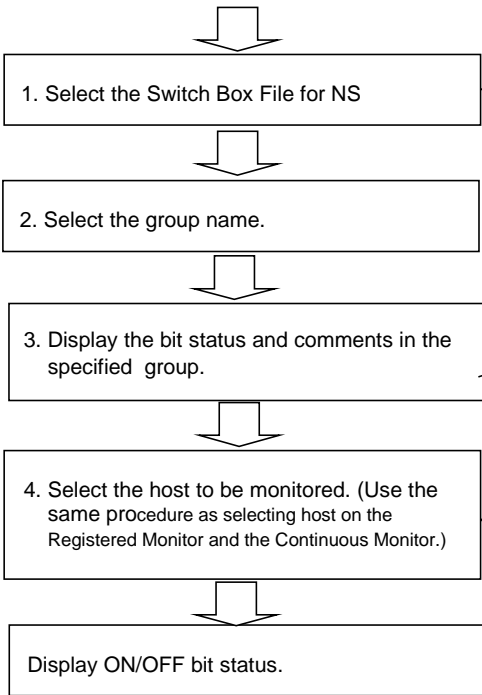 1. Select the Switch Box File for NS
2. Select the group name.
3. Display the bit status and comments in the
specified group.
4. Select the host to be monitored. (Use the
same procedure as selecting host on the
Registered Monitor and the Continuous Monitor.)
Display ON/OFF bit status.